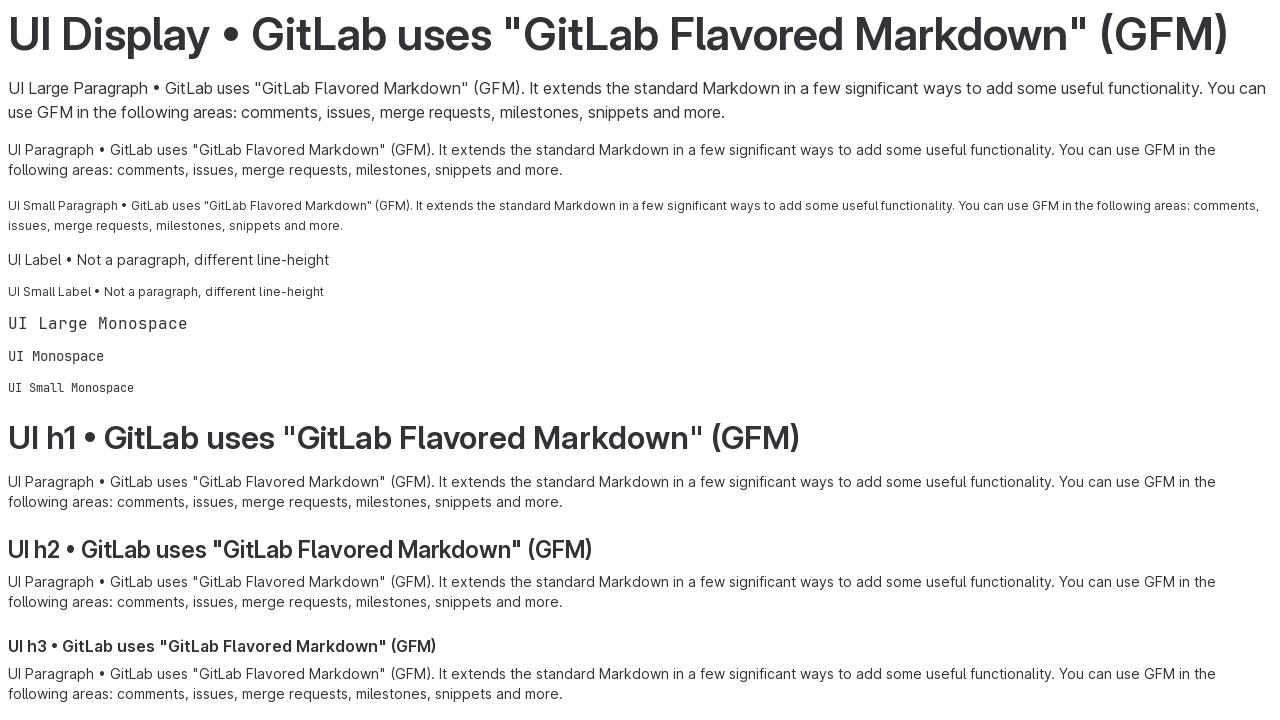 UI Display • GitLab uses "GitLab Flavored Markdown" (GFM)
UI Large Paragraph • GitLab uses "GitLab Flavored Markdown" (GFM). It extends the standard Markdown in a few significant ways to add some useful functionality. You can
use GFM in the following areas: comments, issues, merge requests, milestones, snippets and more.
UI Paragraph • GitLab uses "GitLab Flavored Markdown" (GFM). It extends the standard Markdown in a few significant ways to add some useful functionality. You can use GFM in the
following areas: comments, issues, merge requests, milestones, snippets and more.
UI Small Paragraph • GitLab uses "GitLab Flavored Markdown" (GFM). It extends the standard Markdown in a few significant ways to add some useful functionality. You can use GFM in the following areas: comments,
issues, merge requests, milestones, snippets and more.
UI Label • Not a paragraph, different line-height
UI Small Label • Not a paragraph, different line-height
UI Large Monospace
UI Monospace
UI Small Monospace
UI h1 • GitLab uses "GitLab Flavored Markdown" (GFM)
UI Paragraph • GitLab uses "GitLab Flavored Markdown" (GFM). It extends the standard Markdown in a few significant ways to add some useful functionality. You can use GFM in the
following areas: comments, issues, merge requests, milestones, snippets and more.
UI h2 • GitLab uses "GitLab Flavored Markdown" (GFM)
UI Paragraph • GitLab uses "GitLab Flavored Markdown" (GFM). It extends the standard Markdown in a few significant ways to add some useful functionality. You can use GFM in the
following areas: comments, issues, merge requests, milestones, snippets and more.
UI h3 • GitLab uses "GitLab Flavored Markdown" (GFM)
UI Paragraph • GitLab uses "GitLab Flavored Markdown" (GFM). It extends the standard Markdown in a few significant ways to add some useful functionality. You can use GFM in the
following areas: comments, issues, merge requests, milestones, snippets and more.